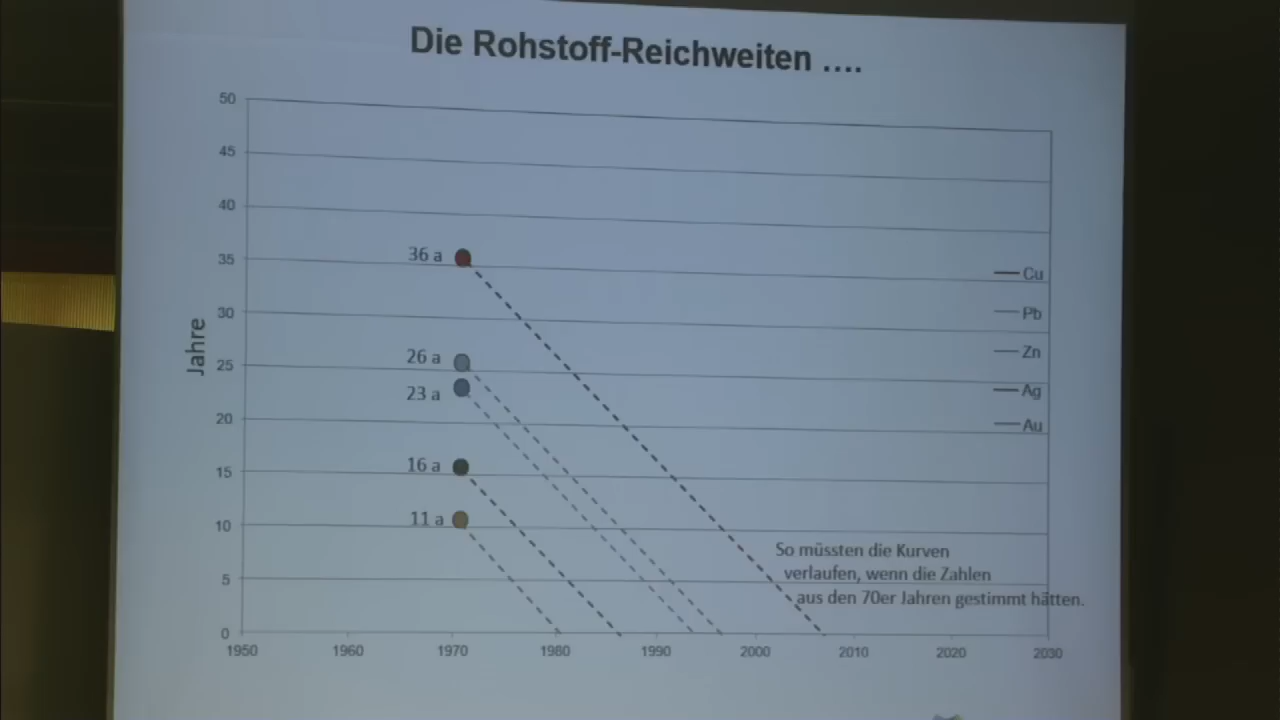 Die Rohstoff-Reichweiten ....
50
45
40
35
30
25
20
15
10
5
0
Jahre
36 a
26 a
23 a
16 a
11 a
Cu
Pb
Zn
Ag
Au
So müssten die Kurven
verlaufen, wenn die Zahlen
aus den 70er Jahren gestimmt hätten.
1950 1960 1970 1980 1990 2000 2010 2020 2030